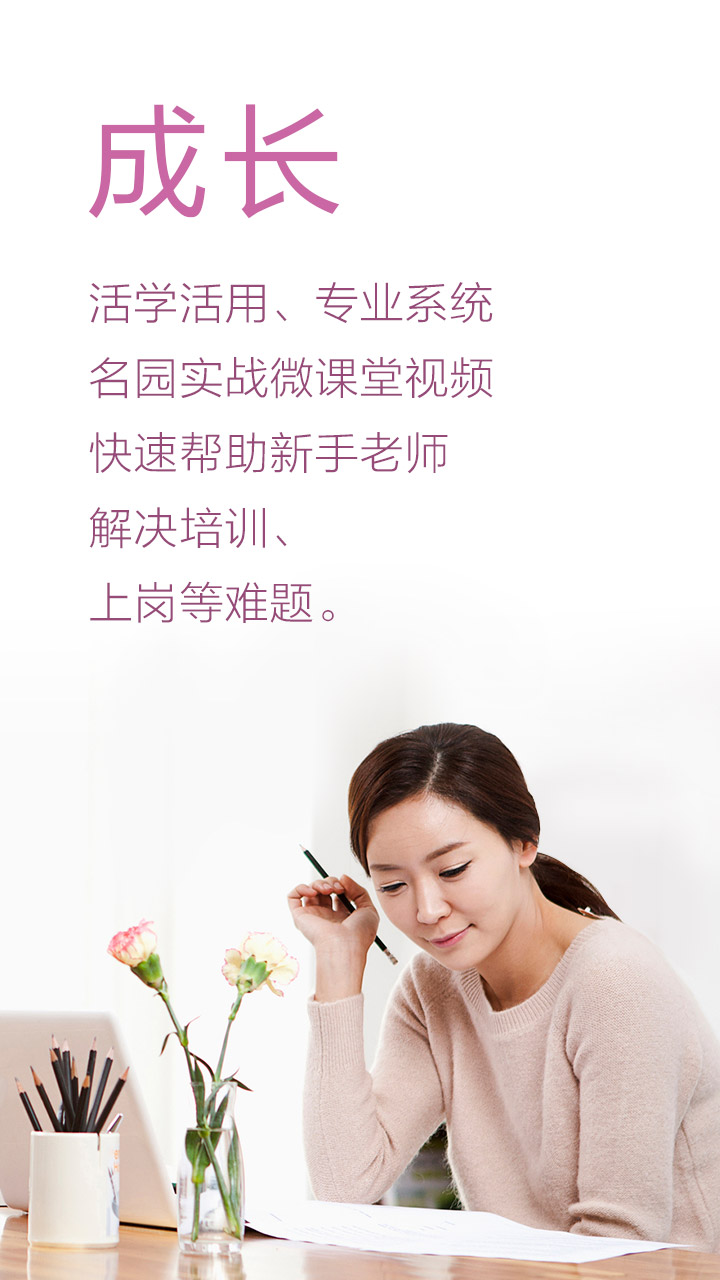 成长
活学活用、专业系统
名园实战微课堂视频
快速帮助新手老师
解决培训、
上岗等难题。